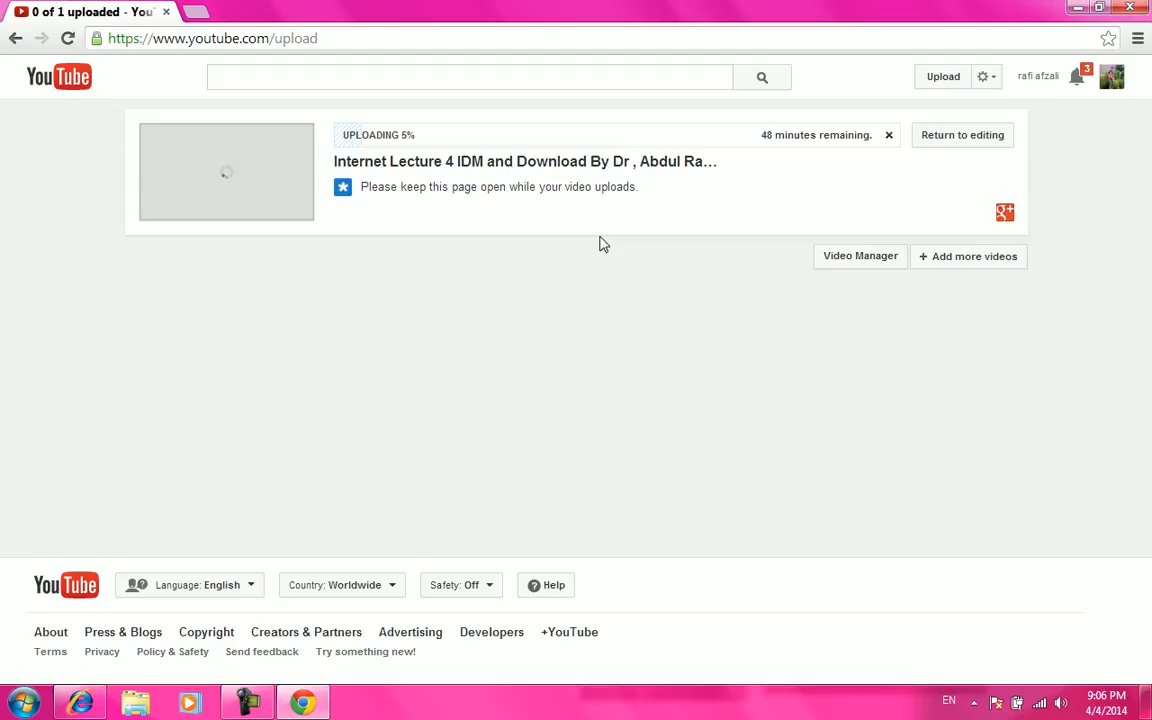 0 of 1 uploaded - You
https://www.youtube.com/upload
YouTube
Upload
rafi afzali
3
UPLOADING 5%
48 minutes remaining.
Return to editing
Internet Lecture 4 IDM and Download By Dr , Abdul Ra...
Please keep this page open while your video uploads.
g+
Video Manager
+ Add more videos
YouTube
Language: English
Country: Worldwide
Safety: Off
Help
About Press & Blogs Copyright Creators & Partners Advertising Developers +YouTube
Terms Privacy Policy & Safety Send feedback Try something new!
EN
9:06 PM
4/4/2014